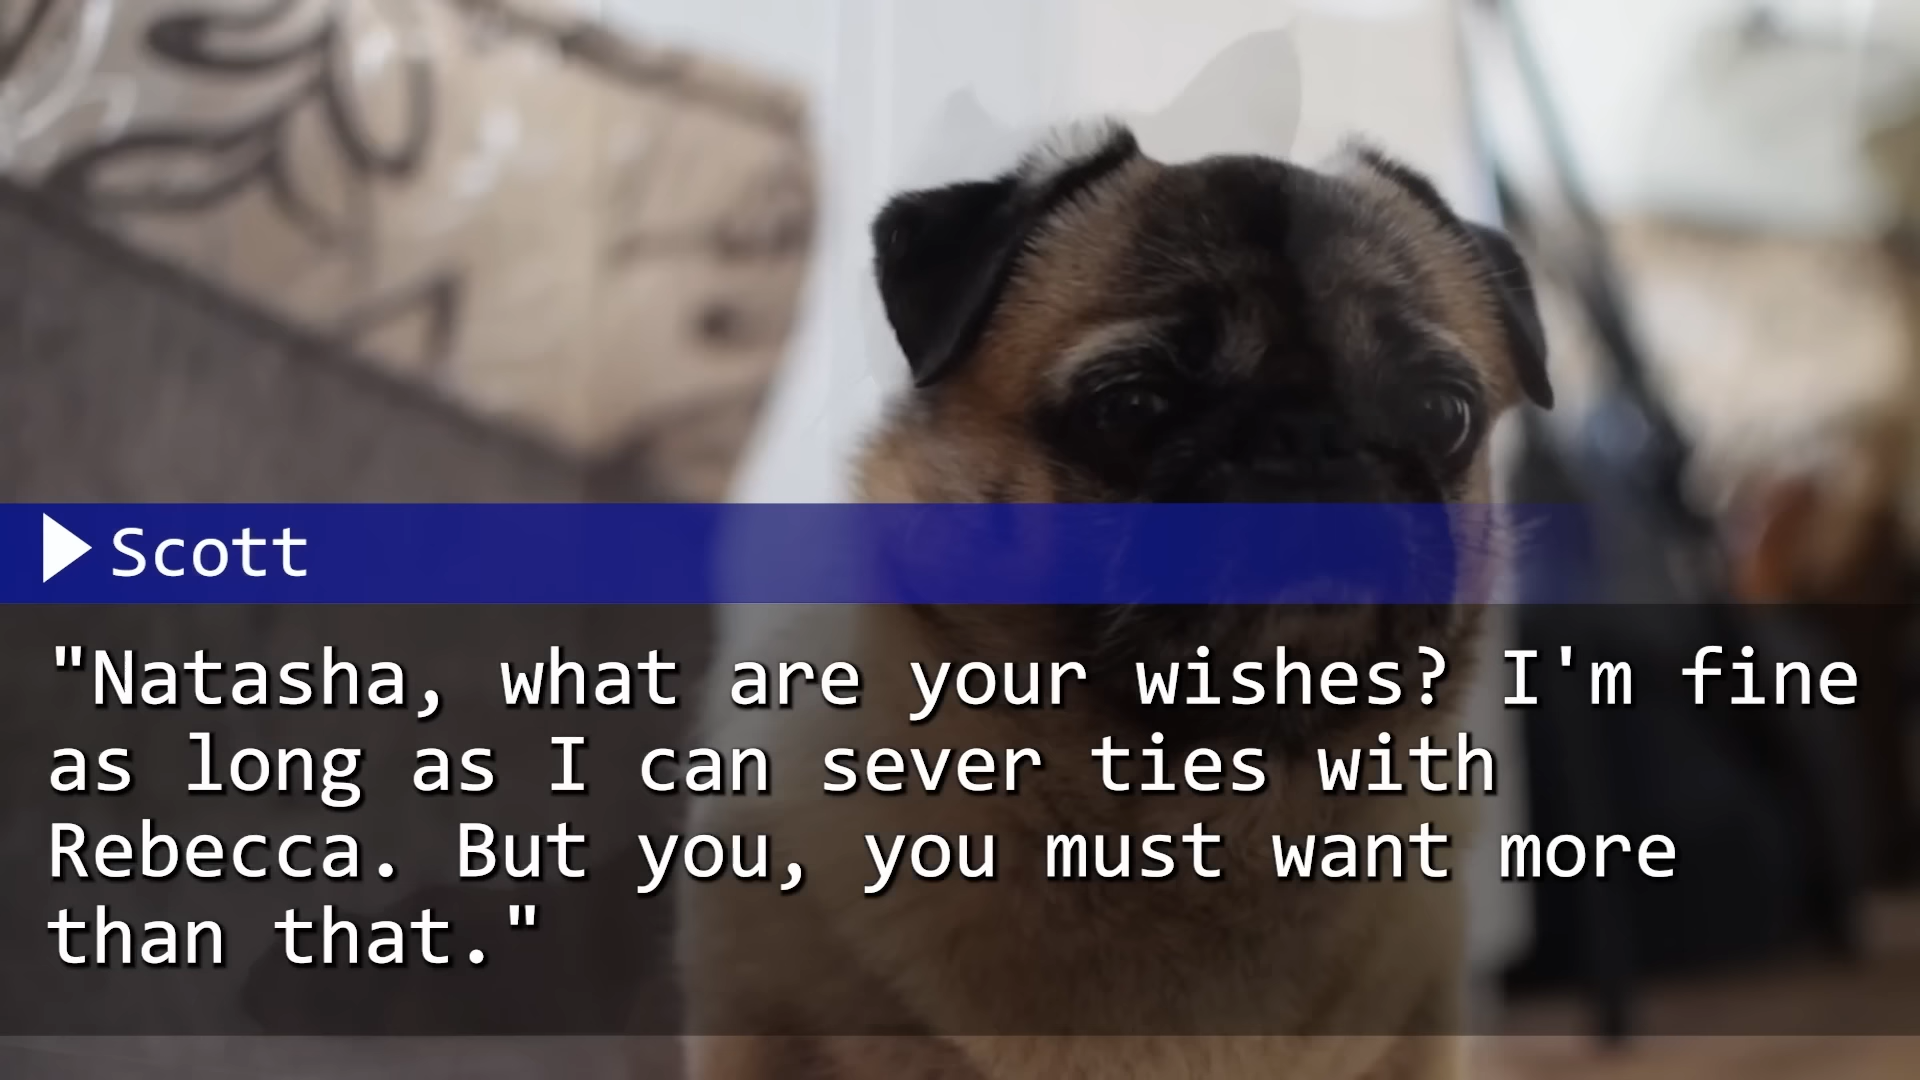 Scott
"Natasha, what are your wishes? I'm fine
as long as I can sever ties with
Rebecca. But you, you must want more
than that."